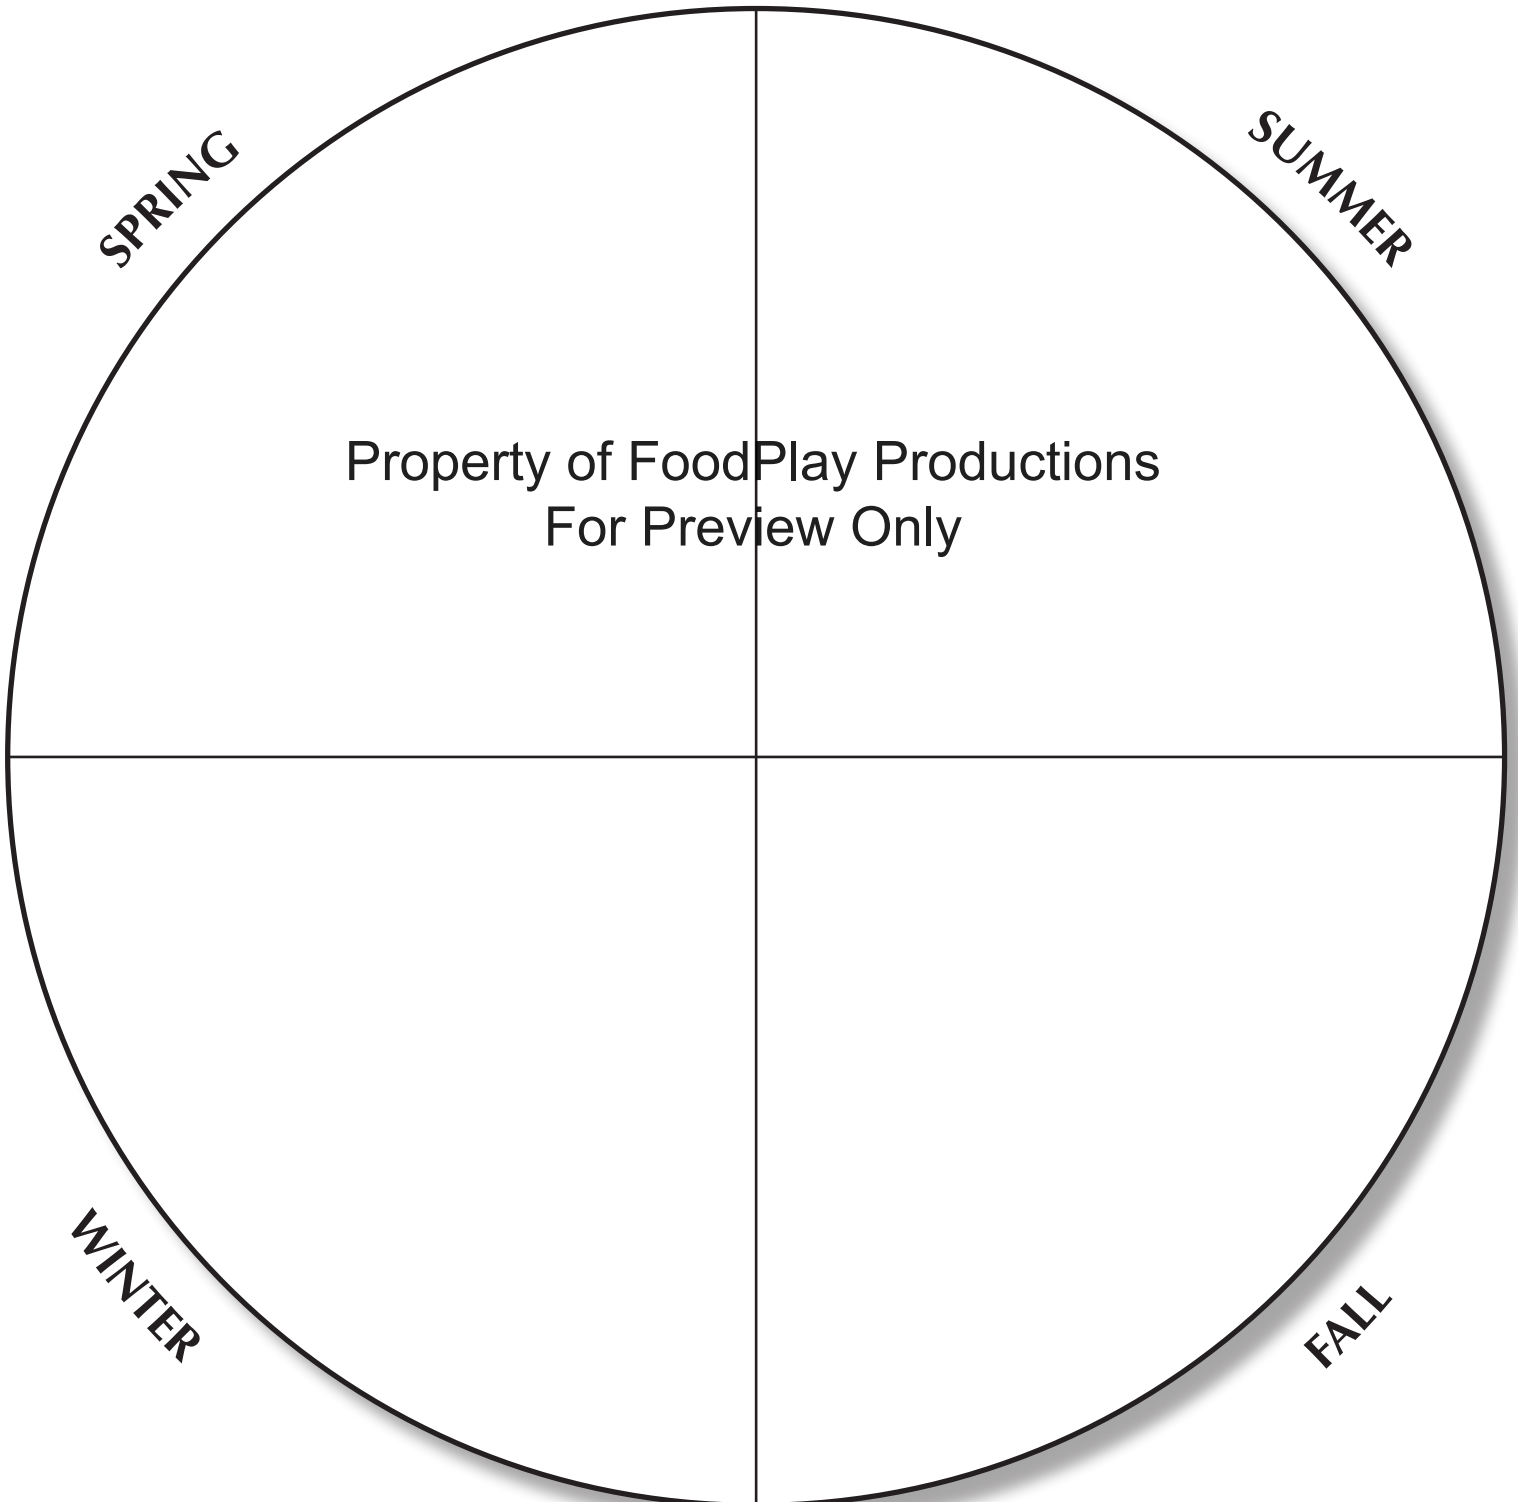 SPRING
SUMMER
Property of FoodPlay Productions
For Preview Only
WINTER
FALL